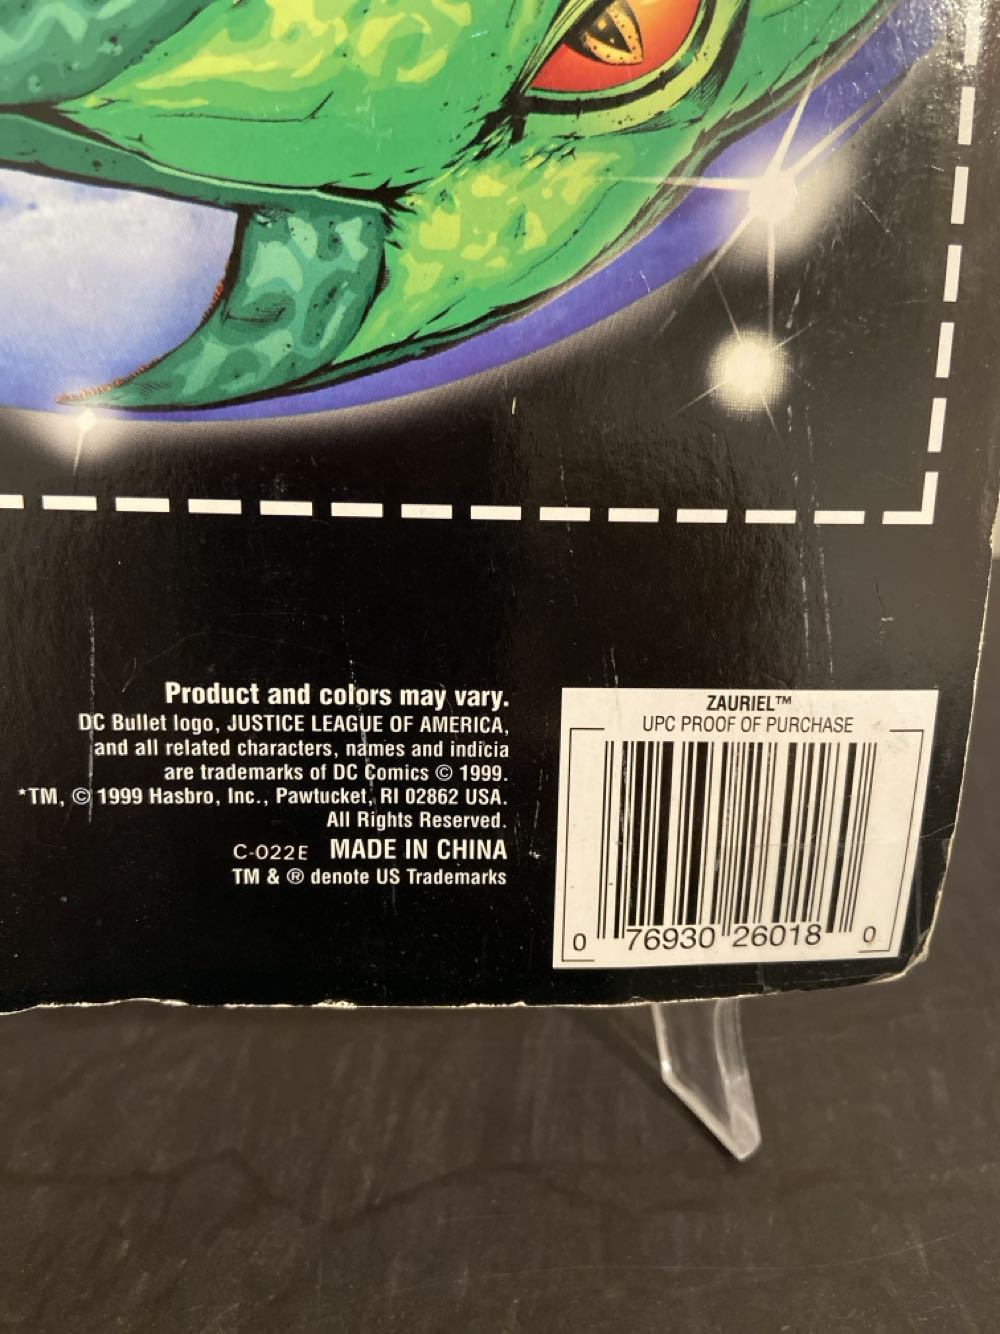 Product and colors may vary.
DC Bullet logo, JUSTICE LEAGUE OF AMERICA,
and all related characters, names and indicia
are trademarks of DC Comics © 1999.
*TM, © 1999 Hasbro, Inc., Pawtucket, RI 02862 USA.
All Rights Reserved.
C-022E MADE IN CHINA
TM & ® denote US Trademarks
ZAURIEL™
UPC PROOF OF PURCHASE
0 76930 26018 0